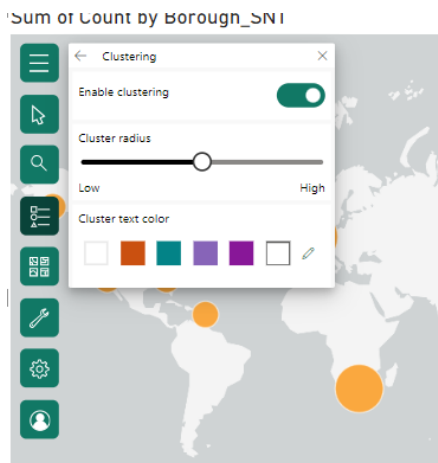 Sum of Count by Borough_SNT
Clustering
Enable clustering
Cluster radius
Low High
Cluster text color